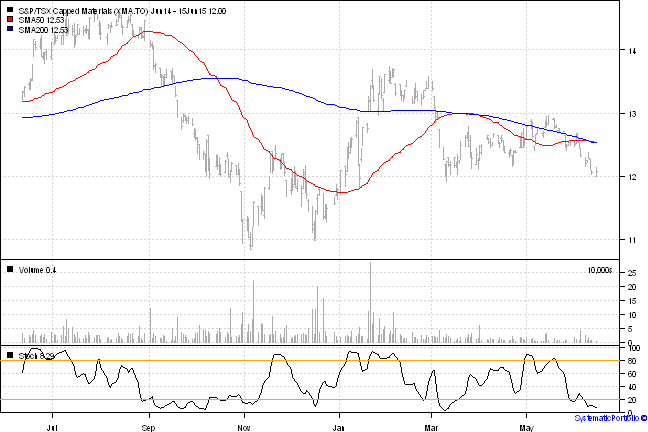 S&P/TSX Capped Materials (XMA.TO) Jun 14 - 15Jun15 12.00
SMA50 12.53
SMA200 12.53
14
13
12
11
Volume 0.4
10,000s
25
20
15
10
5
0
Stoch 8.29
100
80
60
40
20
0
Jul
Sep
Nov
Jan
Mar
May
SystematicPortfolio ©